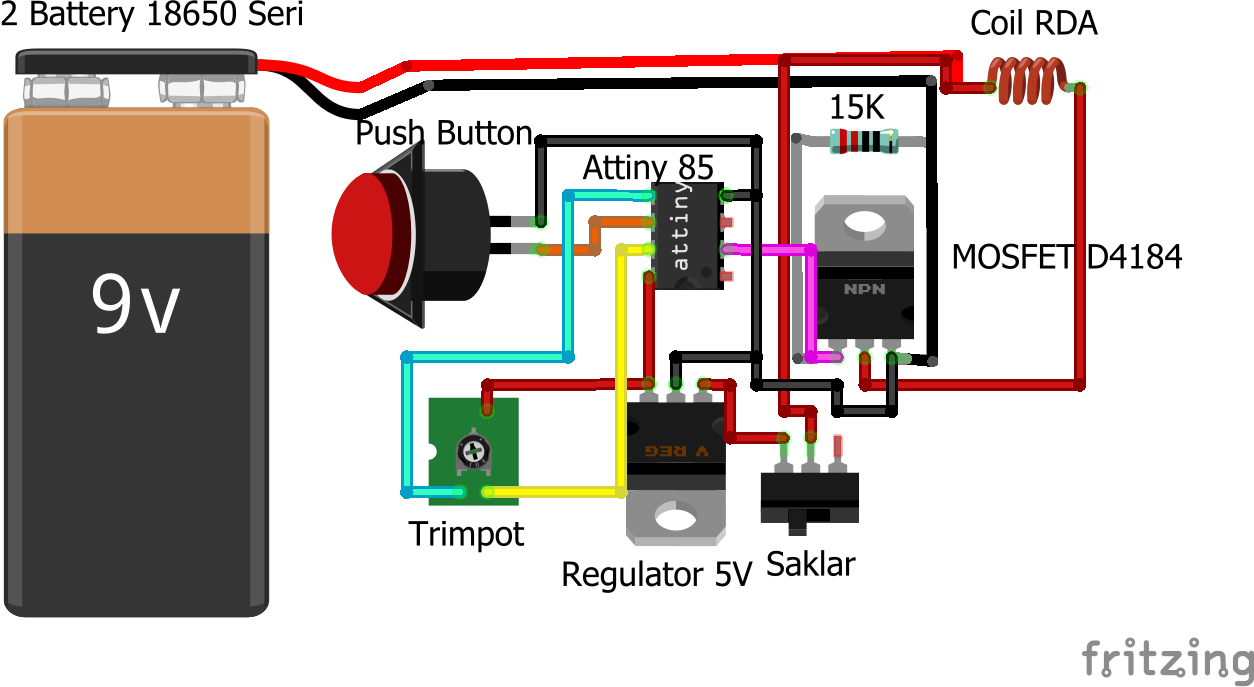 2 Battery 18650 Seri
Coil RDA
15K
Push Button
Attiny 85
attiny
MOSFET D4184
9v
NPN
V REG
Trimpot
Regulator 5V
Saklar
fritzing